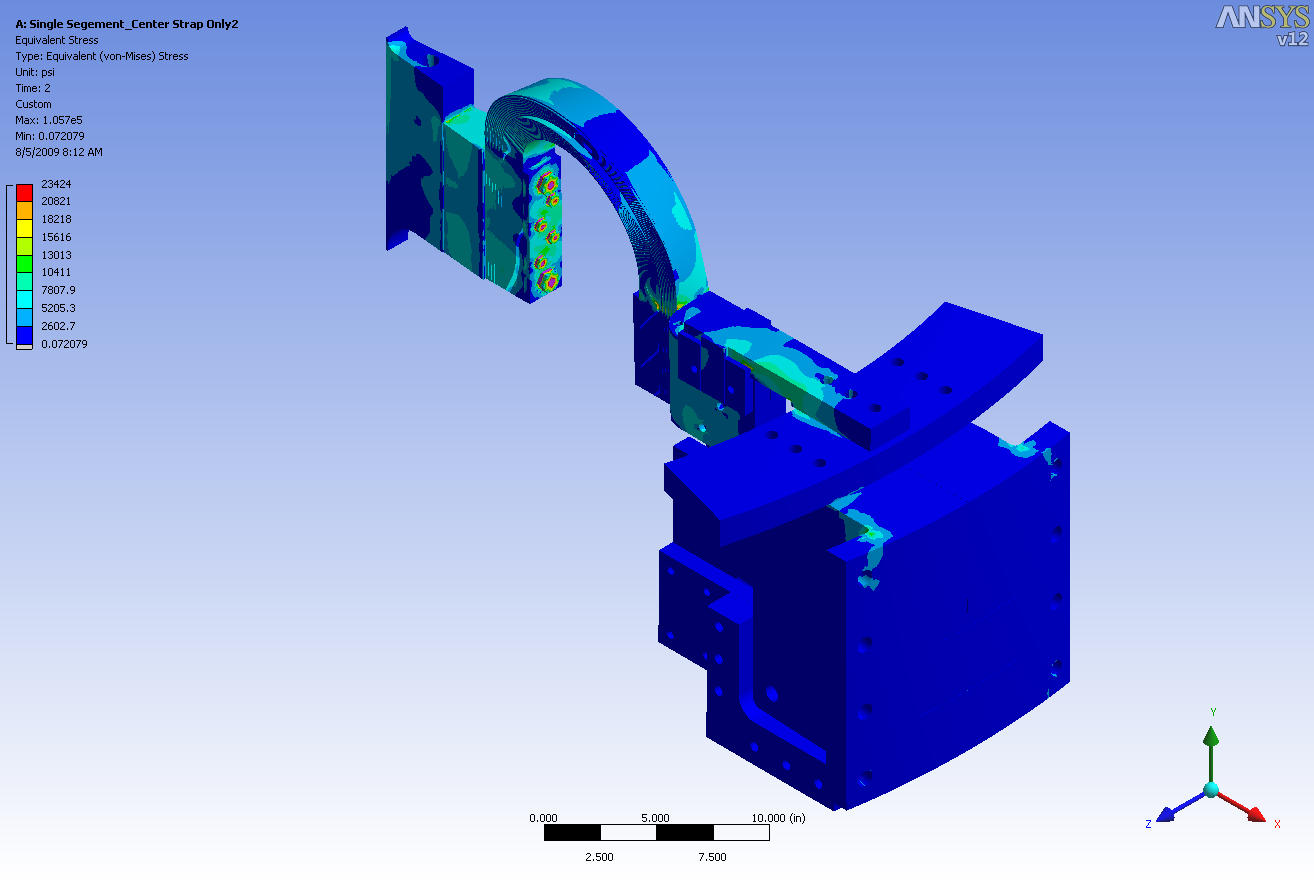 A: Single Segement_Center Strap Only2
Equivalent Stress
Type: Equivalent (von-Mises) Stress
Unit: psi
Time: 2
Custom
Max: 1.057e5
Min: 0.072079
8/5/2009 8:12 AM
ANSYS
v12
23424
20821
18218
15616
13013
10411
7807.9
5205.3
2602.7
0.072079
0.000 5.000 10.000 (in)
2.500 7.500
Y
Z X